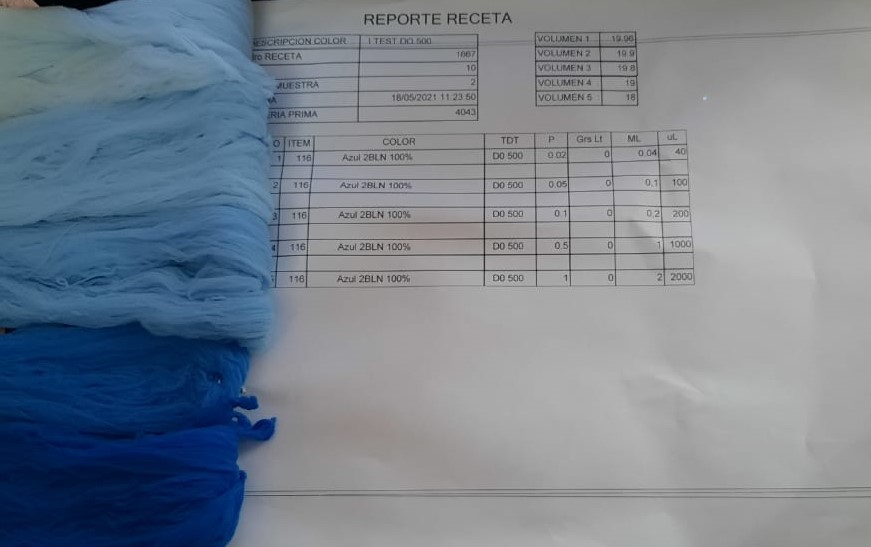 REPORTE RECETA
ESCRIPCION COLOR I TEST DO 500
ro RECETA 1667
10
MUESTRA 2
A 18/05/2021 11:23:50
RIA PRIMA 4043
VOLUMEN 1 19.96
VOLUMEN 2 19.9
VOLUMEN 3 19.8
VOLUMEN 4 19
VOLUMEN 5 18
O ITEM COLOR TDT P Grs Lt ML uL
1 116 Azul 2BLN 100% D0 500 0.02 0 0.04 40
2 116 Azul 2BLN 100% D0 500 0.05 0 0.1 100
3 116 Azul 2BLN 100% D0 500 0.1 0 0.2 200
4 116 Azul 2BLN 100% D0 500 0.5 0 1 1000
116 Azul 2BLN 100% D0 500 1 0 2 2000